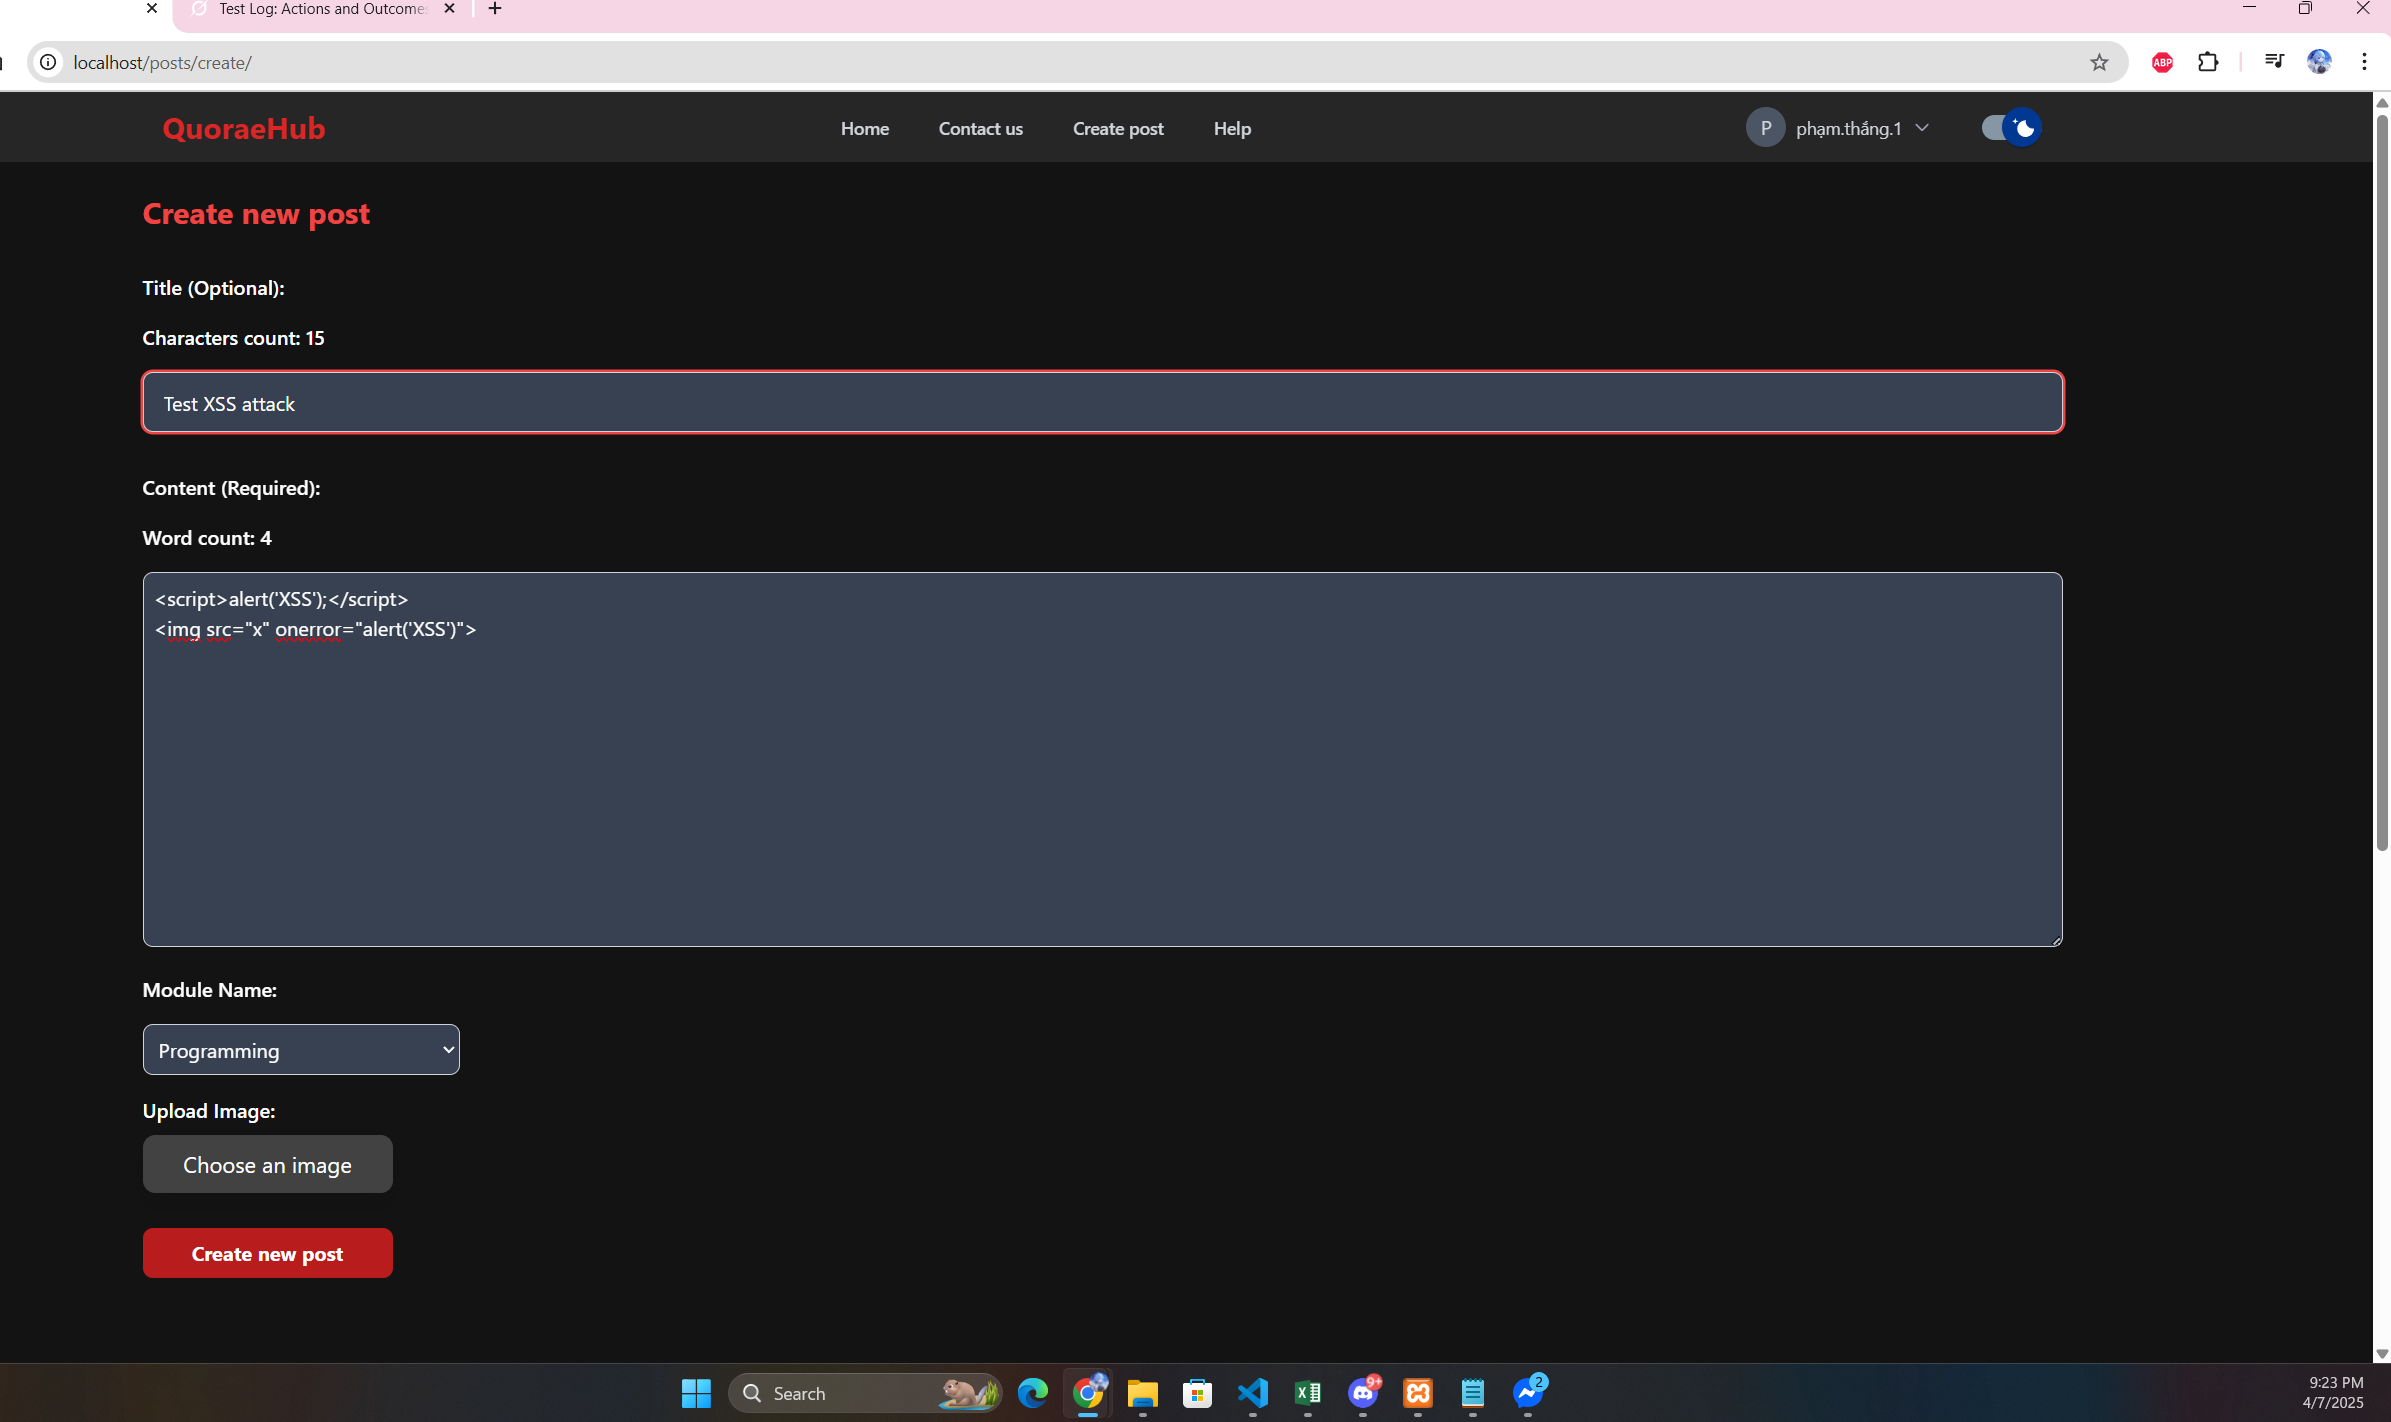 Test Log: Actions and Outcome
localhost/posts/create/
ABP
QuoraeHub
Home
Contact us
Create post
Help
P
phạm.thắng.1
Create new post
Title (Optional):
Characters count: 15
Test XSS attack
Content (Required):
Word count: 4
<script>alert('XSS');</script>
<img src="x" onerror="alert('XSS')">
Module Name:
Programming
Upload Image:
Choose an image
Create new post
Search
9+
2
9:23 PM
4/7/2025